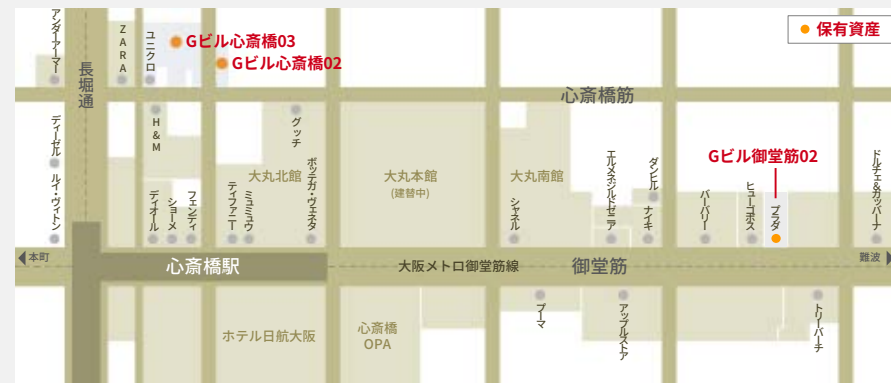 保有資産
アンダーアーマー
長堀通
ZARA
ユニクロ
Gビル心斎橋03
Gビル心斎橋02
心斎橋筋
H&M
グッチ
ディーゼル
ルイ・ヴィトン
ディオール
ショーメ
フェンディ
ティファニー
ミュウミュウ
ボッテガ・ヴェネタ
大丸北館
大丸本館
(建替中)
大丸南館
シャネル
エルメネジルドゼニア
ダンヒル
ナイキ
バーバリー
ヒューゴボス
Gビル御堂筋02
プラダ
ドルチェ&ガッバーナ
本町
心斎橋駅
大阪メトロ御堂筋線
御堂筋
難波
ホテル日航大阪
心斎橋
OPA
プーマ
アップルストア
トリーバーチ